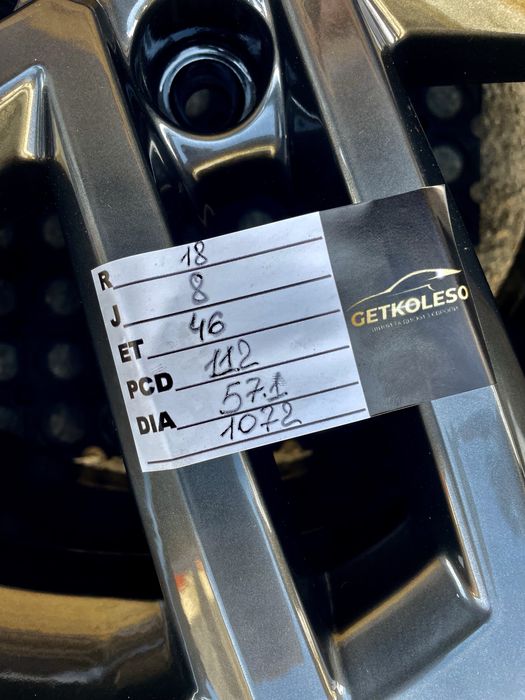 R 18
J 8
ET 46
PCD 112
DIA 57.1
1072
GETKOLESO